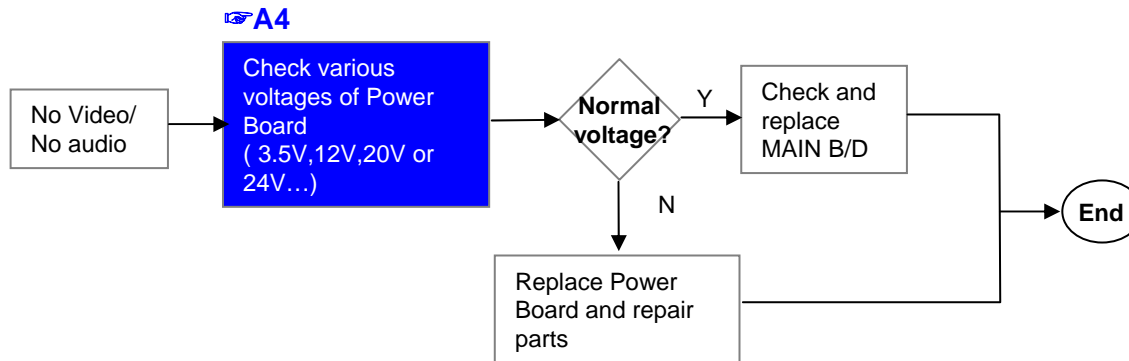 ☞A4
No Video/
No audio
Check various
voltages of Power
Board
( 3.5V,12V,20V or
24V…)
Normal
voltage?
Y
Check and
replace
MAIN B/D
N
Replace Power
Board and repair
parts
End